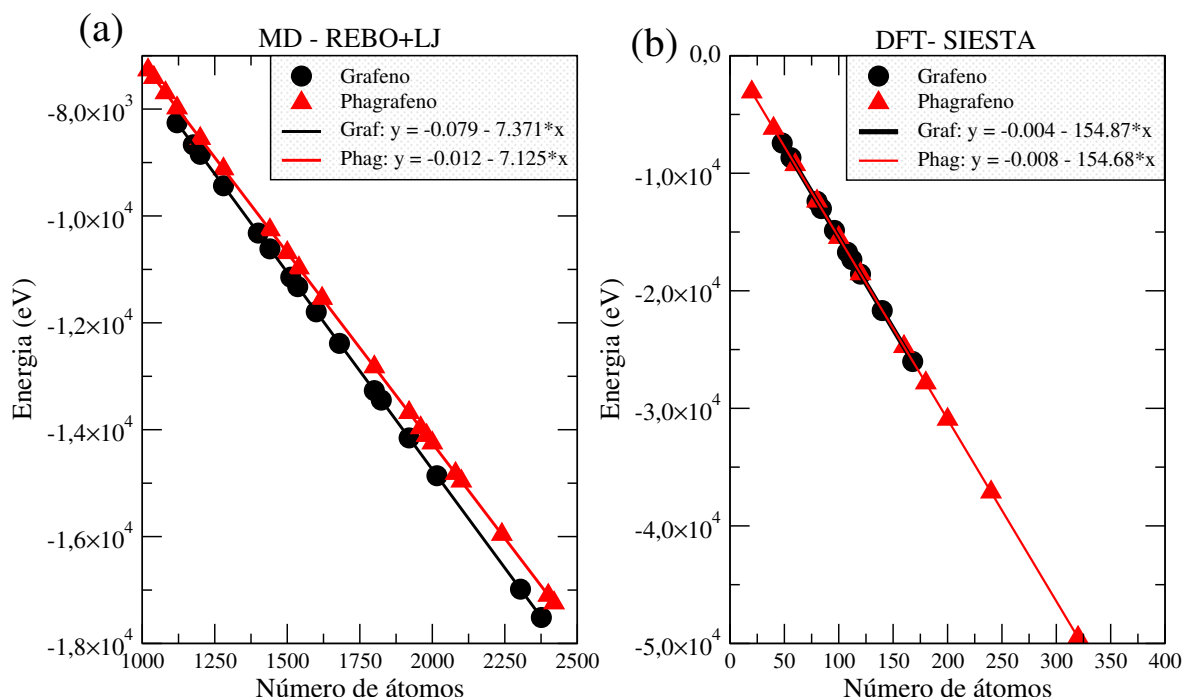 (a)
MD - REBO+LJ
Grafeno
Phagrafeno
Graf: y = -0.079 - 7.371*x
Phag: y = -0.012 - 7.125*x
-8,0×10³
-1,0×10⁴
-1,2×10⁴
-1,4×10⁴
-1,6×10⁴
-1,8×10⁴
Energia (eV)
1000 1250 1500 1750 2000 2250 2500
Número de átomos
(b)
DFT- SIESTA
Grafeno
Phagrafeno
Graf: y = -0.004 - 154.87*x
Phag: y = -0.008 - 154.68*x
0,0
-1,0×10⁴
-2,0×10⁴
-3,0×10⁴
-4,0×10⁴
-5,0×10⁴
Energia (eV)
0 50 100 150 200 250 300 350 400
Número de átomos